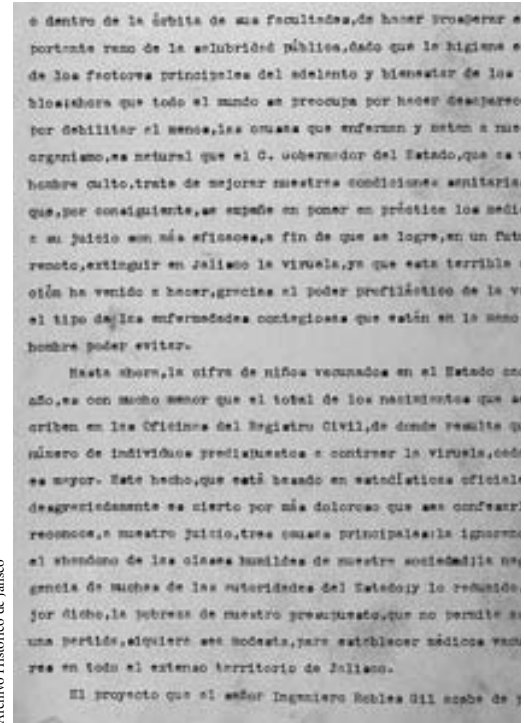 o dentro de la órbita de sus facultades,de hacer prosperar e
portante ramo de la salubridad pública,dado que la higiene e
de los factores principales del adelanto y bienestar de los
blos;ahora que todo el mundo se preocupa por hacer desaparec
por debilitar al menos,las causas que enferman y matan a nue
organismo,es natural que el C. Gobernador del Estado,que es
hombre culto,trate de mejorar nuestras condiciones sanitaria
que,por consiguiente,se empeñe en poner en práctica los medi
a su juicio son más eficaces,a fin de que se logre,en un futu
remoto,extinguir en Jalisco la viruela,ya que esta terrible
ción ha venido a hacer,gracias al poder profiláctico de la v
el tipo de las enfermedades contagiosas que están en la mano
hombre poder evitar.
Hasta ahora,la cifra de niños vacunados en el Estado cad
año,es con mucho menor que el total de los nacimientos que se
criben en las Oficinas del Registro Civil,de donde resulta qu
número de individuos predispuestos a contraer la viruela,cada
es mayor. Este hecho,que está basado en estadísticas oficiale
desgraciadamente es cierto por más doloroso que sea confesarl
reconoce,a nuestro juicio,tres causas principales:la ignoranc
el abandono de las clases humildes de nuestra sociedad;la neg
gencia de muchas de las autoridades del Estado;y lo reducido,
jor dicho,la pobreza de nuestro presupuesto,que no permite
una partida,siquiera sea modesta,para establecer médicos vacu
res en todo el extenso territorio de Jalisco.
El proyecto que el señor Ingeniero Robles Gil acaba de
Archivo Histórico de Jalisco